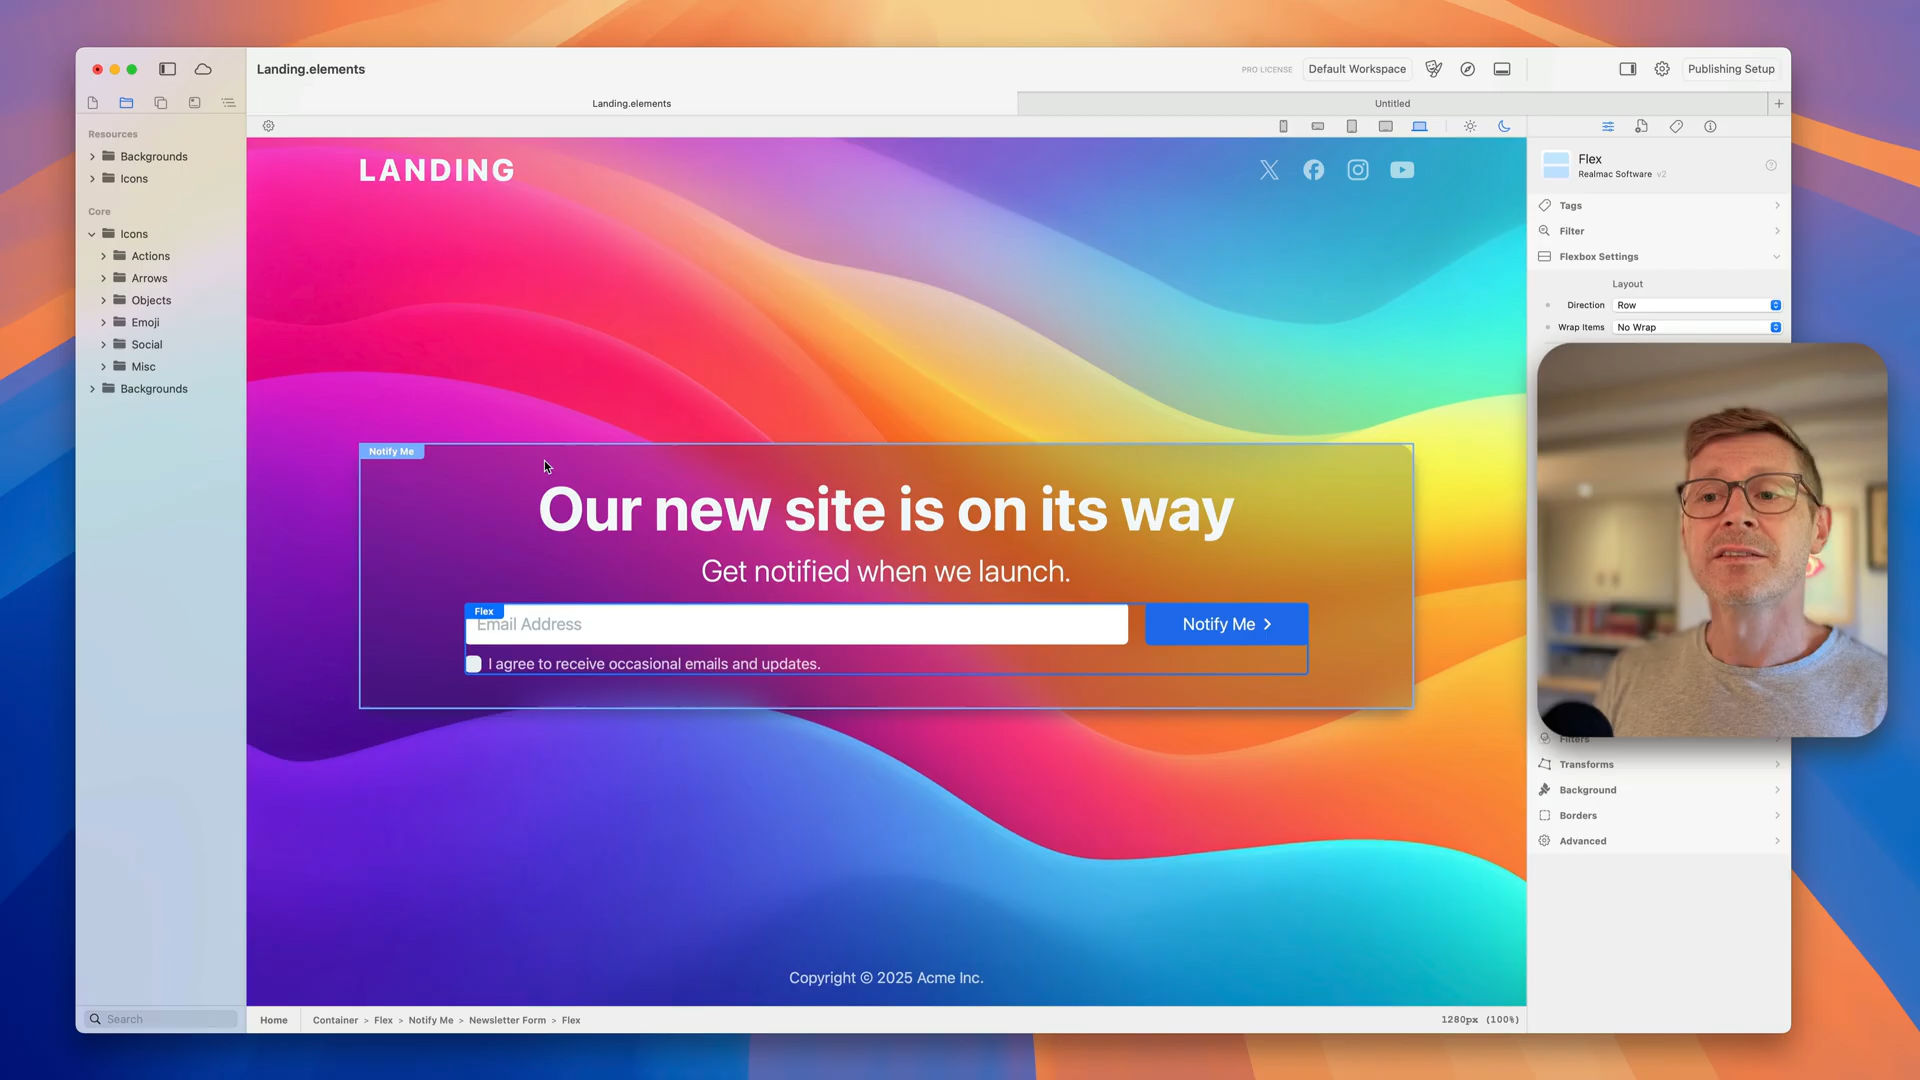 Landing.elements
PRO LICENSE
Default Workspace
Publishing Setup
Landing.elements
Untitled
Resources
Backgrounds
Icons
Core
Icons
Actions
Arrows
Objects
Emoji
Social
Misc
Backgrounds
Search
LANDING
Notify Me
Our new site is on its way
Get notified when we launch.
Flex
Email Address
Notify Me
I agree to receive occasional emails and updates.
Copyright © 2025 Acme Inc.
Home
Container > Flex > Notify Me > Newsletter Form > Flex
1280px (100%)
Flex
Realmac Software v2
Tags
Filter
Flexbox Settings
Layout
Direction Row
Wrap Items No Wrap
Filters
Transforms
Background
Borders
Advanced